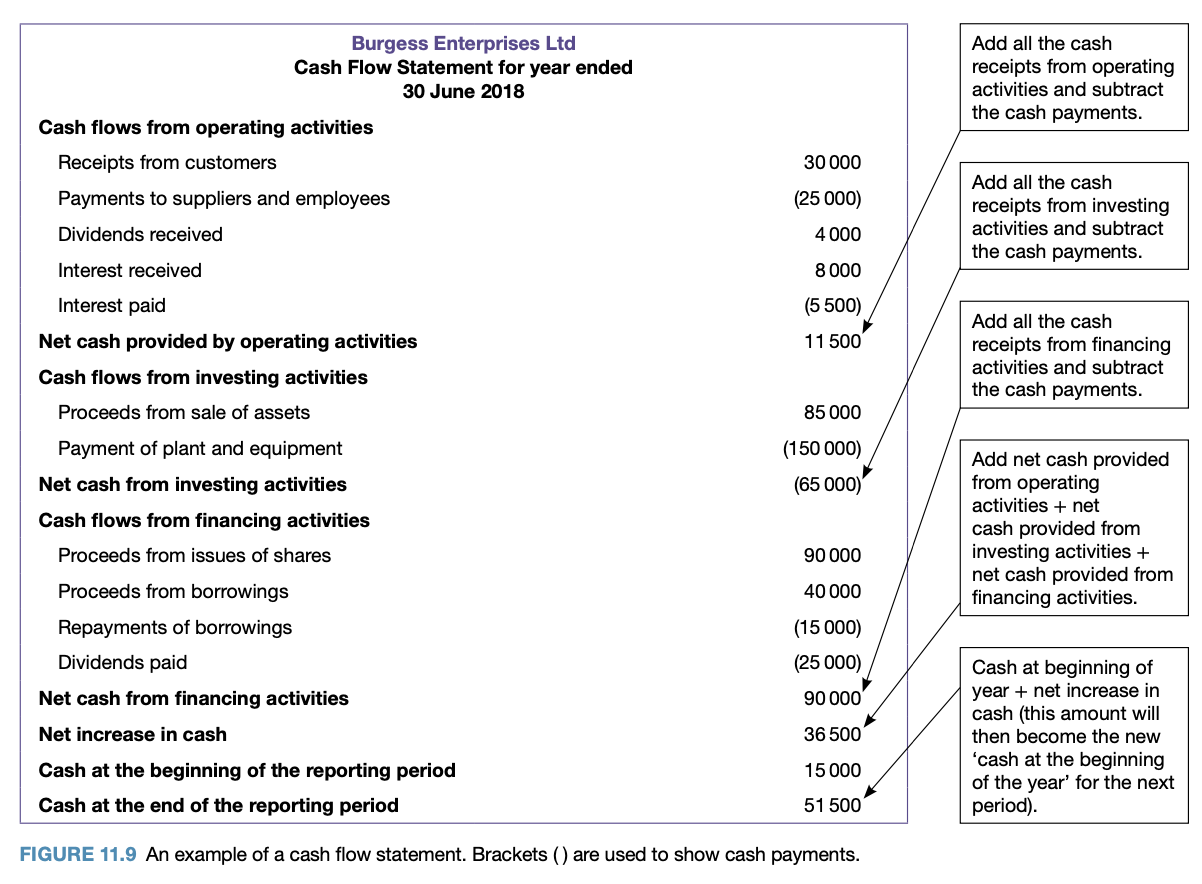 Burgess Enterprises Ltd
Cash Flow Statement for year ended
30 June 2018
Cash flows from operating activities
Receipts from customers 30 000
Payments to suppliers and employees (25 000)
Dividends received 4 000
Interest received 8 000
Interest paid (5 500)
Net cash provided by operating activities 11 500
Cash flows from investing activities
Proceeds from sale of assets 85 000
Payment of plant and equipment (150 000)
Net cash from investing activities (65 000)
Cash flows from financing activities
Proceeds from issues of shares 90 000
Proceeds from borrowings 40 000
Repayments of borrowings (15 000)
Dividends paid (25 000)
Net cash from financing activities 90 000
Net increase in cash 36 500
Cash at the beginning of the reporting period 15 000
Cash at the end of the reporting period 51 500
Add all the cash
receipts from operating
activities and subtract
the cash payments.
Add all the cash
receipts from investing
activities and subtract
the cash payments.
Add all the cash
receipts from financing
activities and subtract
the cash payments.
Add net cash provided
from operating
activities + net
cash provided from
investing activities +
net cash provided from
financing activities.
Cash at beginning of
year + net increase in
cash (this amount will
then become the new
‘cash at the beginning
of the year’ for the next
period).
FIGURE 11.9 An example of a cash flow statement. Brackets ( ) are used to show cash payments.